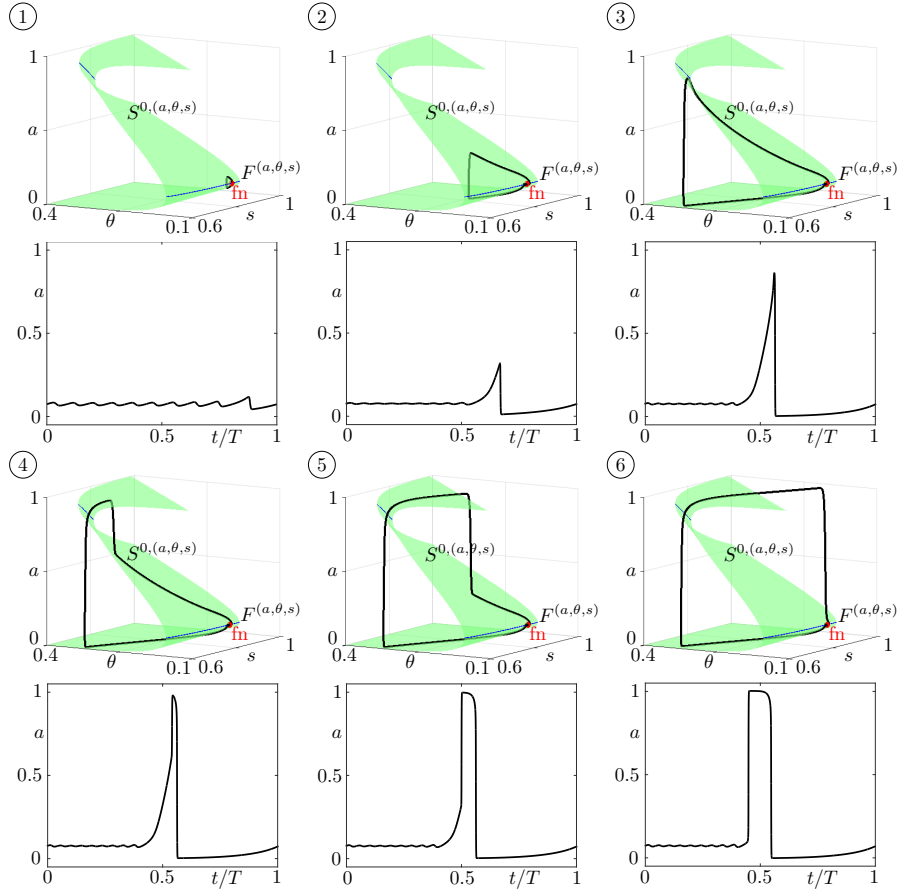 1
2
3
1
a
0
S^{0,(a,θ,s)}
F^{(a,θ,s)}
fn
0.4
θ
0.1
0.6
s
1
1
a
0
S^{0,(a,θ,s)}
F^{(a,θ,s)}
fn
0.4
θ
0.1
0.6
s
1
1
a
0
S^{0,(a,θ,s)}
F^{(a,θ,s)}
fn
0.4
θ
0.1
0.6
s
1
1
a
0.5
0
0 0.5 t/T 1
1
a
0.5
0
0 0.5 t/T 1
1
a
0.5
0
0 0.5 t/T 1
4
5
6
1
a
0
S^{0,(a,θ,s)}
F^{(a,θ,s)}
fn
0.4
θ
0.1
0.6
s
1
1
a
0
S^{0,(a,θ,s)}
F^{(a,θ,s)}
fn
0.4
θ
0.1
0.6
s
1
1
a
0
S^{0,(a,θ,s)}
F^{(a,θ,s)}
fn
0.4
θ
0.1
0.6
s
1
1
a
0.5
0
0 0.5 t/T 1
1
a
0.5
0
0 0.5 t/T 1
1
a
0.5
0
0 0.5 t/T 1